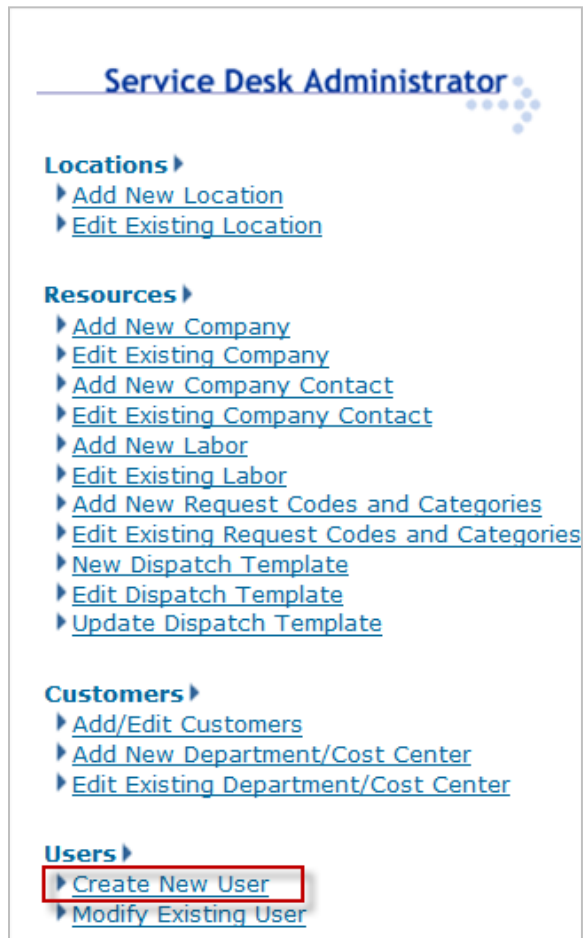 Service Desk Administrator
Locations
Add New Location
Edit Existing Location
Resources
Add New Company
Edit Existing Company
Add New Company Contact
Edit Existing Company Contact
Add New Labor
Edit Existing Labor
Add New Request Codes and Categories
Edit Existing Request Codes and Categories
New Dispatch Template
Edit Dispatch Template
Update Dispatch Template
Customers
Add/Edit Customers
Add New Department/Cost Center
Edit Existing Department/Cost Center
Users
Create New User
Modify Existing User